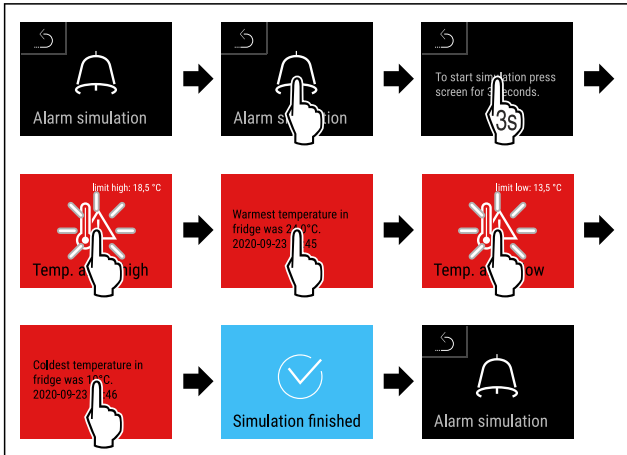 Alarm simulation
Alarm
To start simulation press
screen for 3 seconds.
3s
limit high: 18,5 °C
Temp. high
Warmest temperature in
fridge was
2020-09-23 45
limit low: 13,5 °C
Temp.
Coldest temperature in
fridge was °C.
2020-09-23 46
Simulation finished
Alarm simulation